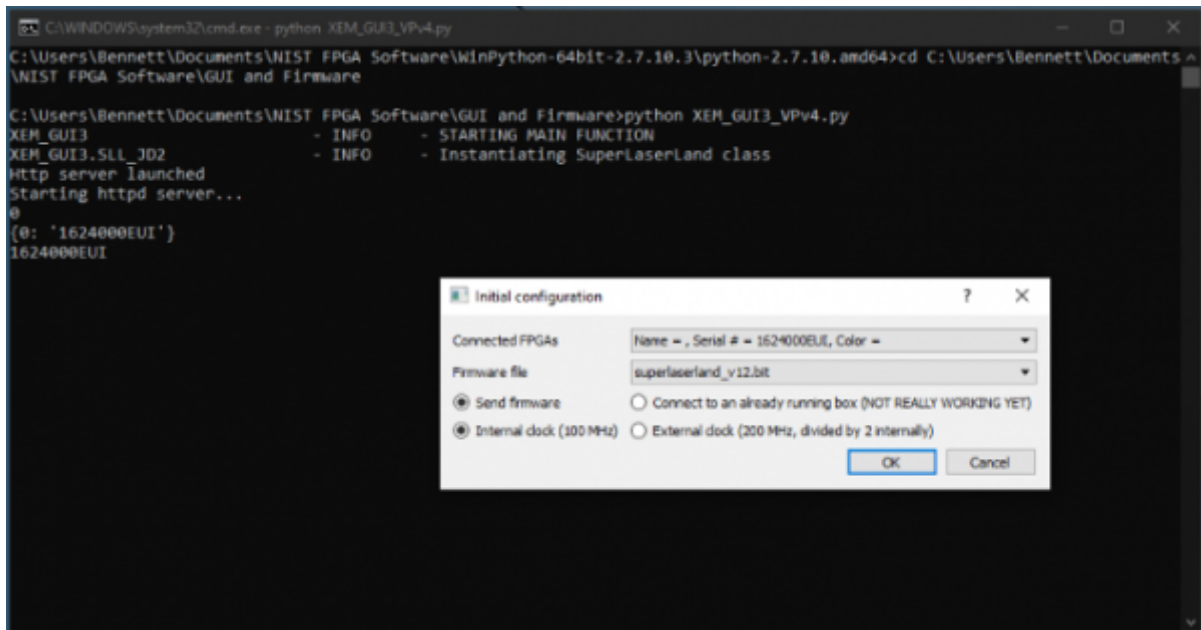 C:\WINDOWS\system32\cmd.exe - python XEM_GUI3_VPv4.py
C:\Users\Bennett\Documents\NIST FPGA Software\WinPython-64bit-2.7.10.3\python-2.7.10.amd64>cd C:\Users\Bennett\Documents
\NIST FPGA Software\GUI and Firmware
C:\Users\Bennett\Documents\NIST FPGA Software\GUI and Firmware>python XEM_GUI3_VPv4.py
XEM_GUI3 - INFO - STARTING MAIN FUNCTION
XEM_GUI3.SLL_JD2 - INFO - Instantiating SuperLaserLand class
Http server launched
Starting httpd server...
0
{0: '1624000EUI'}
1624000EUI
Initial configuration
Connected FPGAs Name = , Serial # = 1624000EUI, Color =
Firmware file superlaserland_v12.bit
Send firmware Connect to an already running box (NOT REALLY WORKING YET)
Internal clock (100 MHz) External clock (200 MHz, divided by 2 internally)
OK Cancel